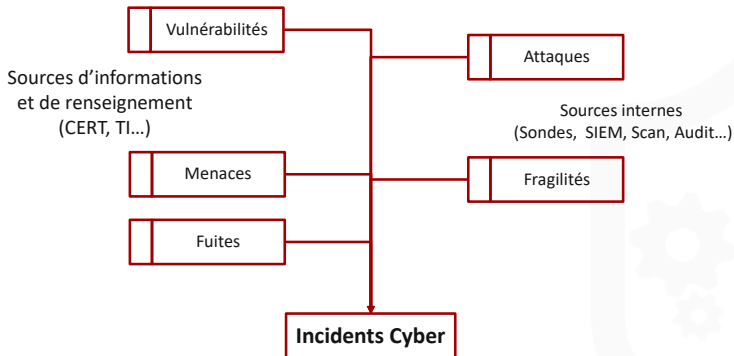 Vulnérabilités
Attaques
Sources d’informations
et de renseignement
(CERT, TI…)
Sources internes
(Sondes, SIEM, Scan, Audit…)
Menaces
Fragilités
Fuites
Incidents Cyber